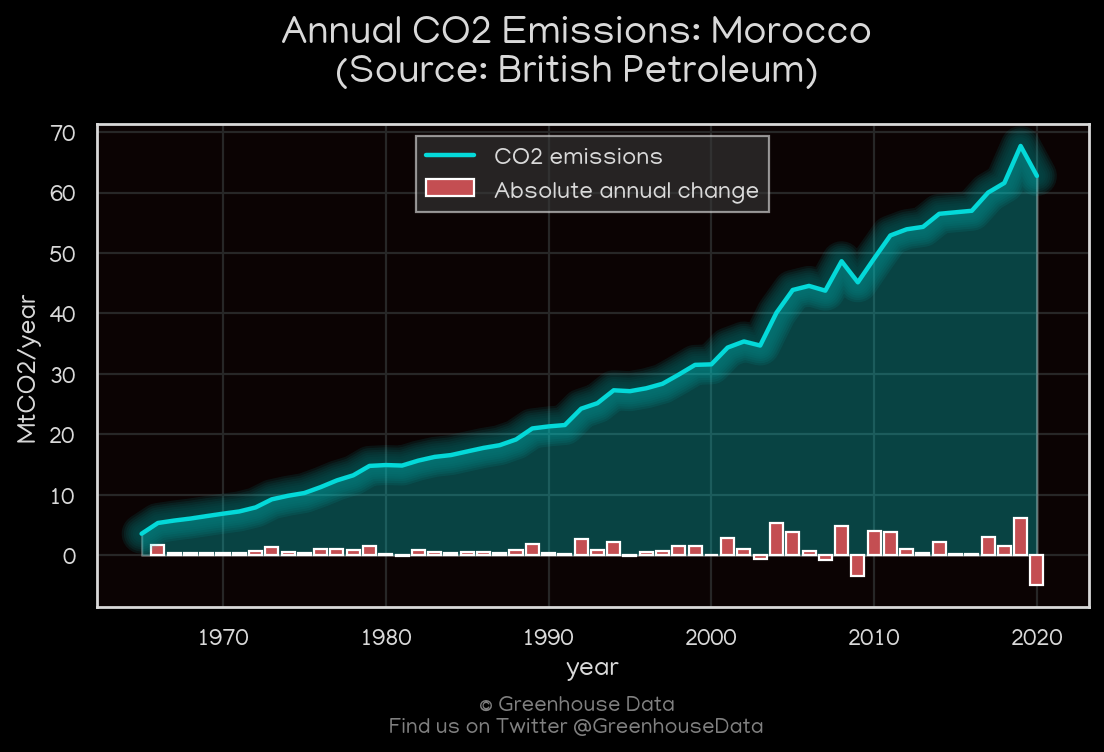 Annual CO2 Emissions: Morocco
(Source: British Petroleum)
CO2 emissions
Absolute annual change
MtCO2/year
70
60
50
40
30
20
10
0
1970 1980 1990 2000 2010 2020
year
© Greenhouse Data
Find us on Twitter @GreenhouseData